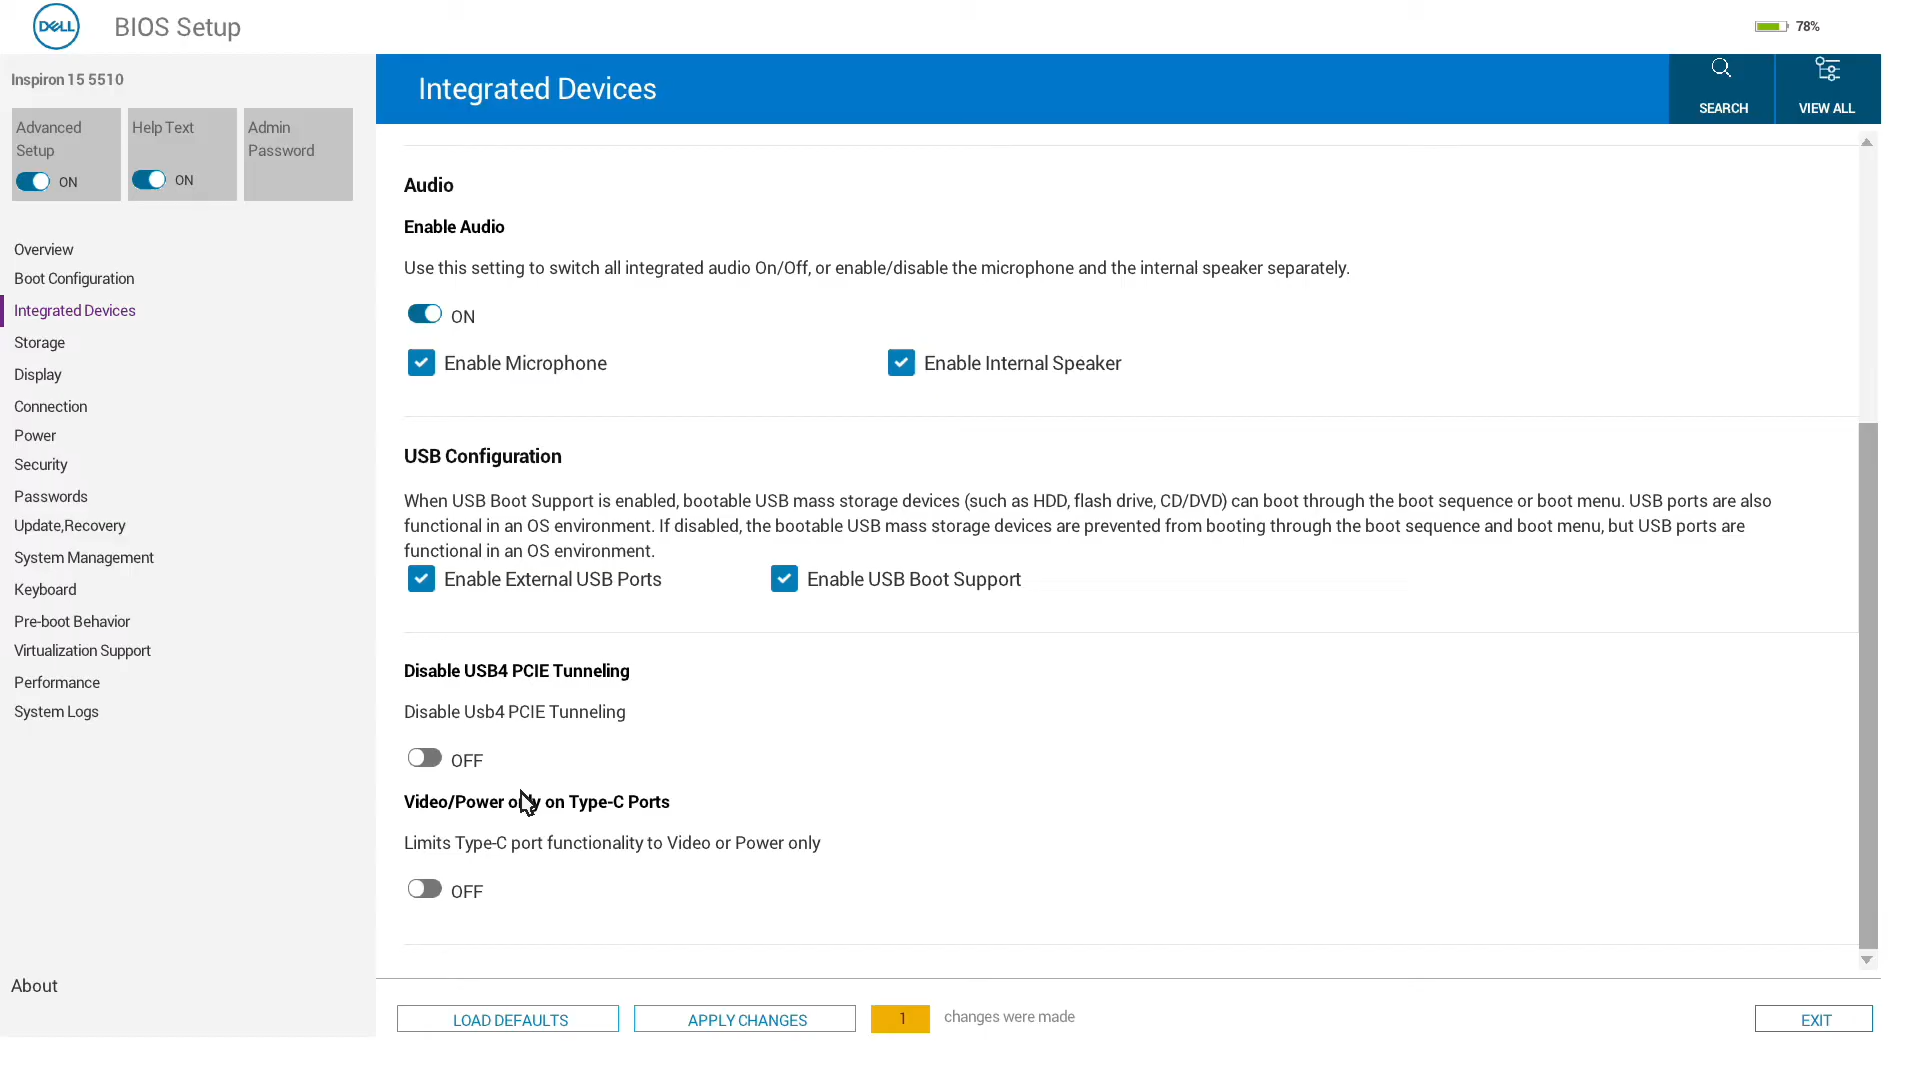 DELL
BIOS Setup
78%
Inspiron 15 5510
Advanced Setup
ON
Help Text
ON
Admin Password
Overview
Boot Configuration
Integrated Devices
Storage
Display
Connection
Power
Security
Passwords
Update,Recovery
System Management
Keyboard
Pre-boot Behavior
Virtualization Support
Performance
System Logs
About
Integrated Devices
SEARCH
VIEW ALL
Audio
Enable Audio
Use this setting to switch all integrated audio On/Off, or enable/disable the microphone and the internal speaker separately.
ON
Enable Microphone
Enable Internal Speaker
USB Configuration
When USB Boot Support is enabled, bootable USB mass storage devices (such as HDD, flash drive, CD/DVD) can boot through the boot sequence or boot menu. USB ports are also
functional in an OS environment. If disabled, the bootable USB mass storage devices are prevented from booting through the boot sequence and boot menu, but USB ports are
functional in an OS environment.
Enable External USB Ports
Enable USB Boot Support
Disable USB4 PCIE Tunneling
Disable Usb4 PCIE Tunneling
OFF
Video/Power only on Type-C Ports
Limits Type-C port functionality to Video or Power only
OFF
LOAD DEFAULTS
APPLY CHANGES
1
changes were made
EXIT